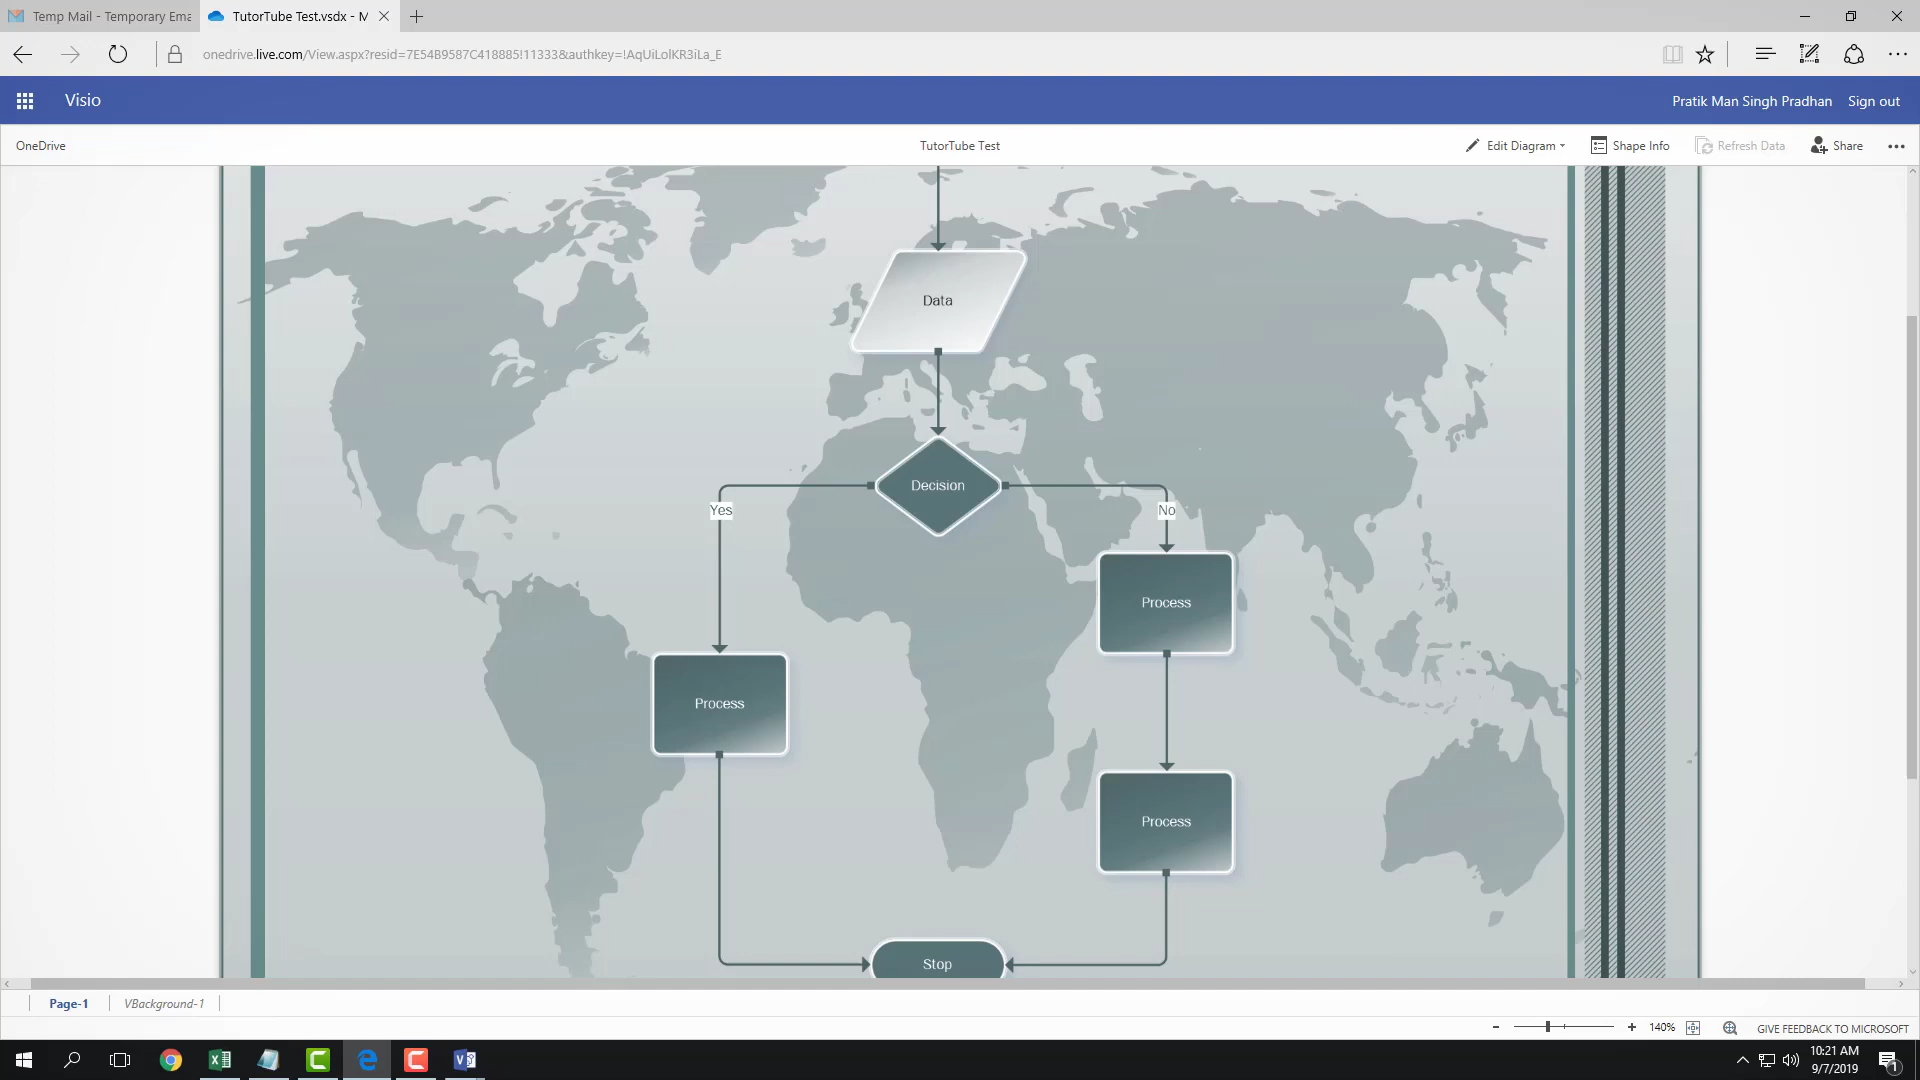 Temp Mail - Temporary Ema
TutorTube Test.vsdx - M
onedrive.live.com/View.aspx?resid=7E54B9587C418885!11333&authkey=!AqUiLolKR3iLa_E
Visio
Pratik Man Singh Pradhan
Sign out
OneDrive
TutorTube Test
Edit Diagram
Shape Info
Refresh Data
Share
Data
Decision
Yes
No
Process
Process
Process
Stop
Page-1
VBackground-1
140%
GIVE FEEDBACK TO MICROSOFT
10:21 AM
9/7/2019
1